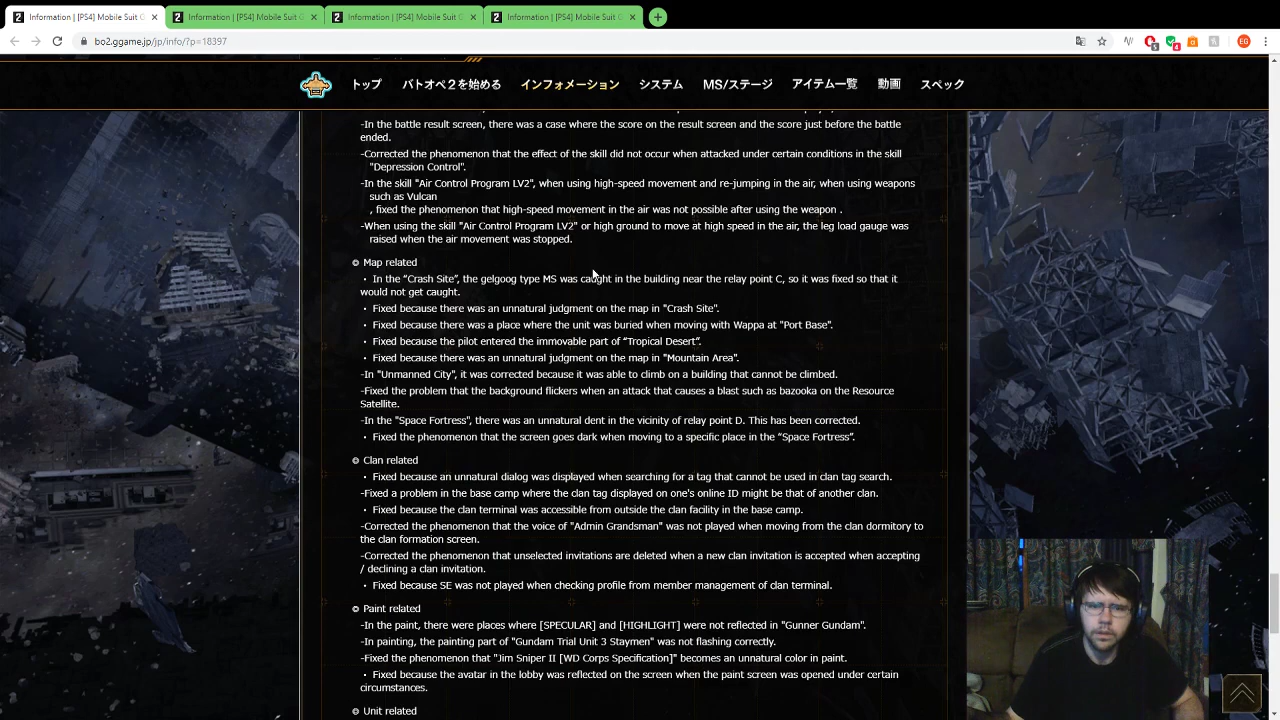 Information | [PS4] Mobile Suit G
Information | [PS4] Mobile Suit G
Information | [PS4] Mobile Suit G
Information | [PS4] Mobile Suit G
bo2.ggame.jp/jp/info/?p=18397
トップ バトオペ２を始める インフォメーション システム MS/ステージ アイテム一覧 動画 スペック
-In the battle result screen, there was a case where the score on the result screen and the score just before the battle
ended.
-Corrected the phenomenon that the effect of the skill did not occur when attacked under certain conditions in the skill
"Depression Control".
-In the skill "Air Control Program LV2", when using high-speed movement and re-jumping in the air, when using weapons
such as Vulcan
, fixed the phenomenon that high-speed movement in the air was not possible after using the weapon .
-When using the skill "Air Control Program LV2" or high ground to move at high speed in the air, the leg load gauge was
raised when the air movement was stopped.
Map related
・ In the “Crash Site”, the gelgoog type MS was caught in the building near the relay point C, so it was fixed so that it
would not get caught.
・ Fixed because there was an unnatural judgment on the map in "Crash Site".
・ Fixed because there was a place where the unit was buried when moving with Wappa at "Port Base".
・ Fixed because the pilot entered the immovable part of “Tropical Desert”.
・ Fixed because there was an unnatural judgment on the map in "Mountain Area".
-In "Unmanned City", it was corrected because it was able to climb on a building that cannot be climbed.
-Fixed the problem that the background flickers when an attack that causes a blast such as bazooka on the Resource
Satellite.
-In the "Space Fortress", there was an unnatural dent in the vicinity of relay point D. This has been corrected.
・ Fixed the phenomenon that the screen goes dark when moving to a specific place in the “Space Fortress”.
Clan related
・ Fixed because an unnatural dialog was displayed when searching for a tag that cannot be used in clan tag search.
-Fixed a problem in the base camp where the clan tag displayed on one's online ID might be that of another clan.
・ Fixed because the clan terminal was accessible from outside the clan facility in the base camp.
-Corrected the phenomenon that the voice of "Admin Grandsman" was not played when moving from the clan dormitory to
the clan formation screen.
-Corrected the phenomenon that unselected invitations are deleted when a new clan invitation is accepted when accepting
/ declining a clan invitation.
・ Fixed because SE was not played when checking profile from member management of clan terminal.
Paint related
-In the paint, there were places where [SPECULAR] and [HIGHLIGHT] were not reflected in "Gunner Gundam".
-In painting, the painting part of "Gundam Trial Unit 3 Staymen" was not flashing correctly.
-Fixed the phenomenon that "Jim Sniper II [WD Corps Specification]" becomes an unnatural color in paint.
・ Fixed because the avatar in the lobby was reflected on the screen when the paint screen was opened under certain
circumstances.
Unit related